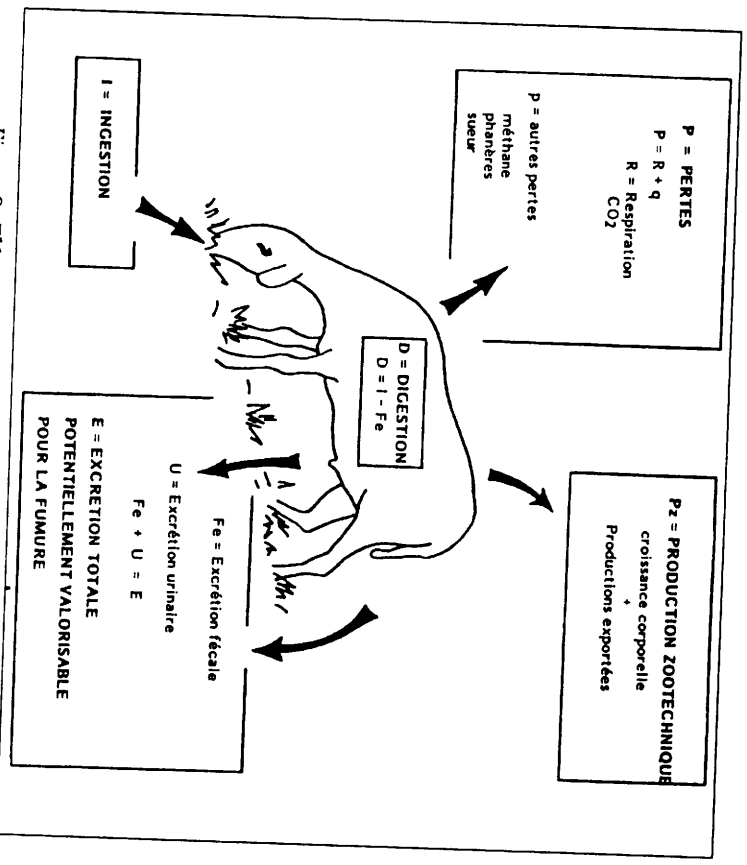 P = PERTES
P = R + q
R = Respiration
CO2
p = autres pertes
méthane
phanères
sueur
Pz = PRODUCTION ZOOTECHNIQUE
croissance corporelle
+
Productions exportées
D = DIGESTION
D = I - Fe
I = INGESTION
Fe = Excrétion fécale
U = Excrétion urinaire
Fe + U = E
E = EXCRETION TOTALE
POTENTIELLEMENT VALORISABLE
POUR LA FUMURE